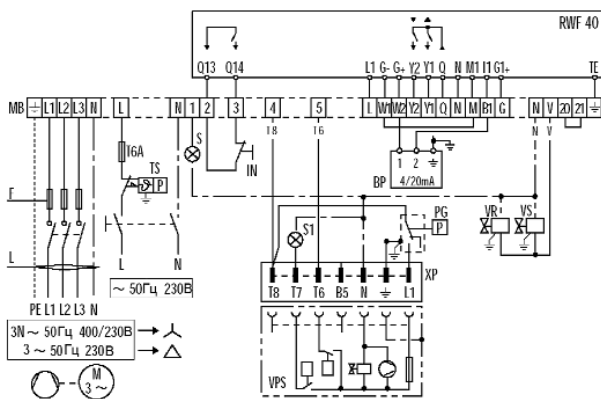 RWF 40
Q13 Q14 L1 G- G+ Y2 Y1 Q N M1 I1 G1+ TE
MB L1 L2 L3 N L N 1 2 3 4 5 L W1 W2 Y2 Y1 Q N M B1 G N V 20 21
T8 T6 N V
T6A S IN
TS P
1 2
BP 4/20mA
F
S1 PG P VR VS
L
L N
XP
T8 T7 T6 B5 N L1
PE L1 L2 L3 N
~ 50Гц 230В
3N ~ 50Гц 400/230В
3 ~ 50Гц 230В
VPS
M
3 ~